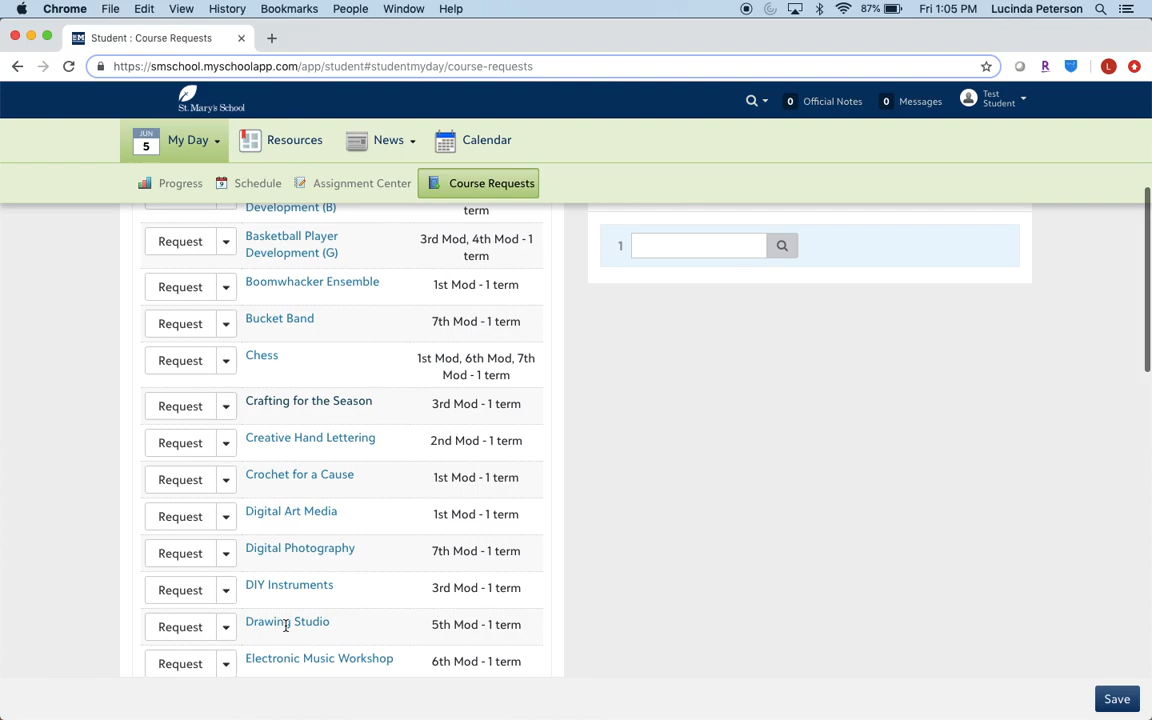 Chrome File Edit View History Bookmarks People Window Help 87% Fri 1:05 PM Lucinda Peterson
Student : Course Requests
https://smschool.myschoolapp.com/app/student#studentmyday/course-requests
R L
St. Mary's School
0 Official Notes 0 Messages Test Student
JUN 5 My Day Resources News Calendar
Progress Schedule Assignment Center Course Requests
Development (B) term
Request Basketball Player Development (G) 3rd Mod, 4th Mod - 1 term
1
Request Boomwhacker Ensemble 1st Mod - 1 term
Request Bucket Band 7th Mod - 1 term
Request Chess 1st Mod, 6th Mod, 7th Mod - 1 term
Request Crafting for the Season 3rd Mod - 1 term
Request Creative Hand Lettering 2nd Mod - 1 term
Request Crochet for a Cause 1st Mod - 1 term
Request Digital Art Media 1st Mod - 1 term
Request Digital Photography 7th Mod - 1 term
Request DIY Instruments 3rd Mod - 1 term
Request Drawing Studio 5th Mod - 1 term
Request Electronic Music Workshop 6th Mod - 1 term
Save